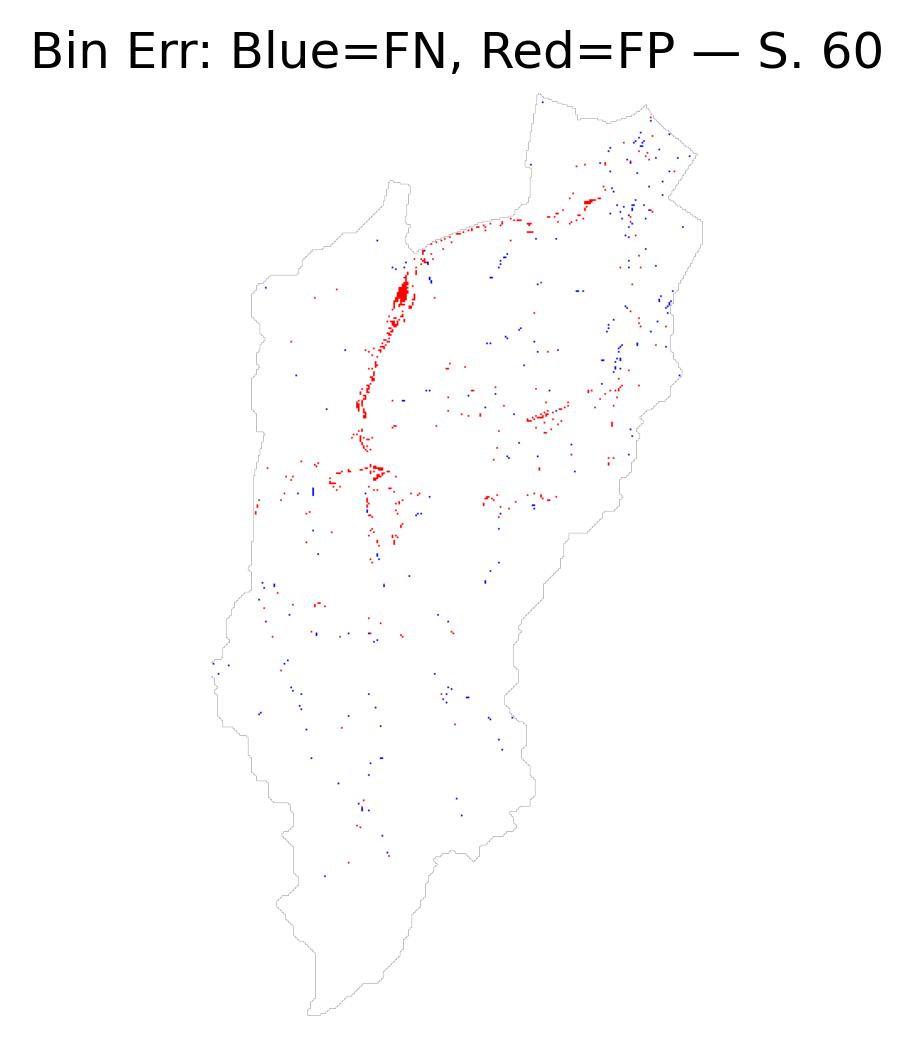 Bin Err: Blue=FN, Red=FP — S. 60